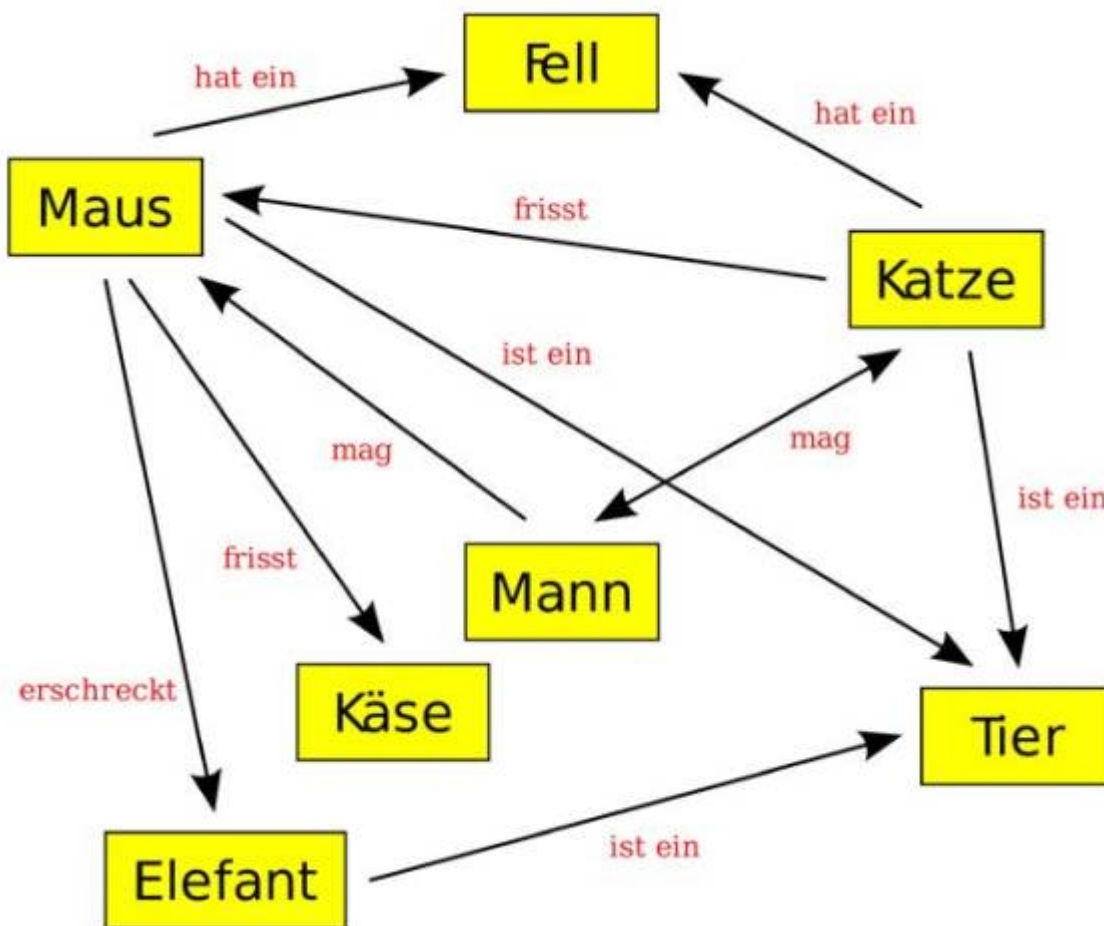 Fell
hat ein
hat ein
Maus
frisst
Katze
ist ein
mag
mag
ist ein
frisst
Mann
erschreckt
Käse
Tier
ist ein
Elefant